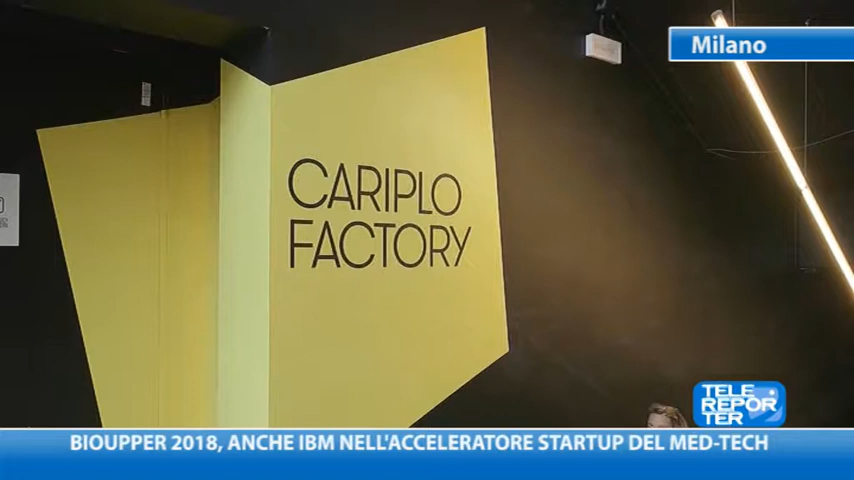 Milano
CARIPLO
FACTORY
TELE
REPOR
TER
BIOUPPER 2018, ANCHE IBM NELL'ACCELERATORE STARTUP DEL MED-TECH